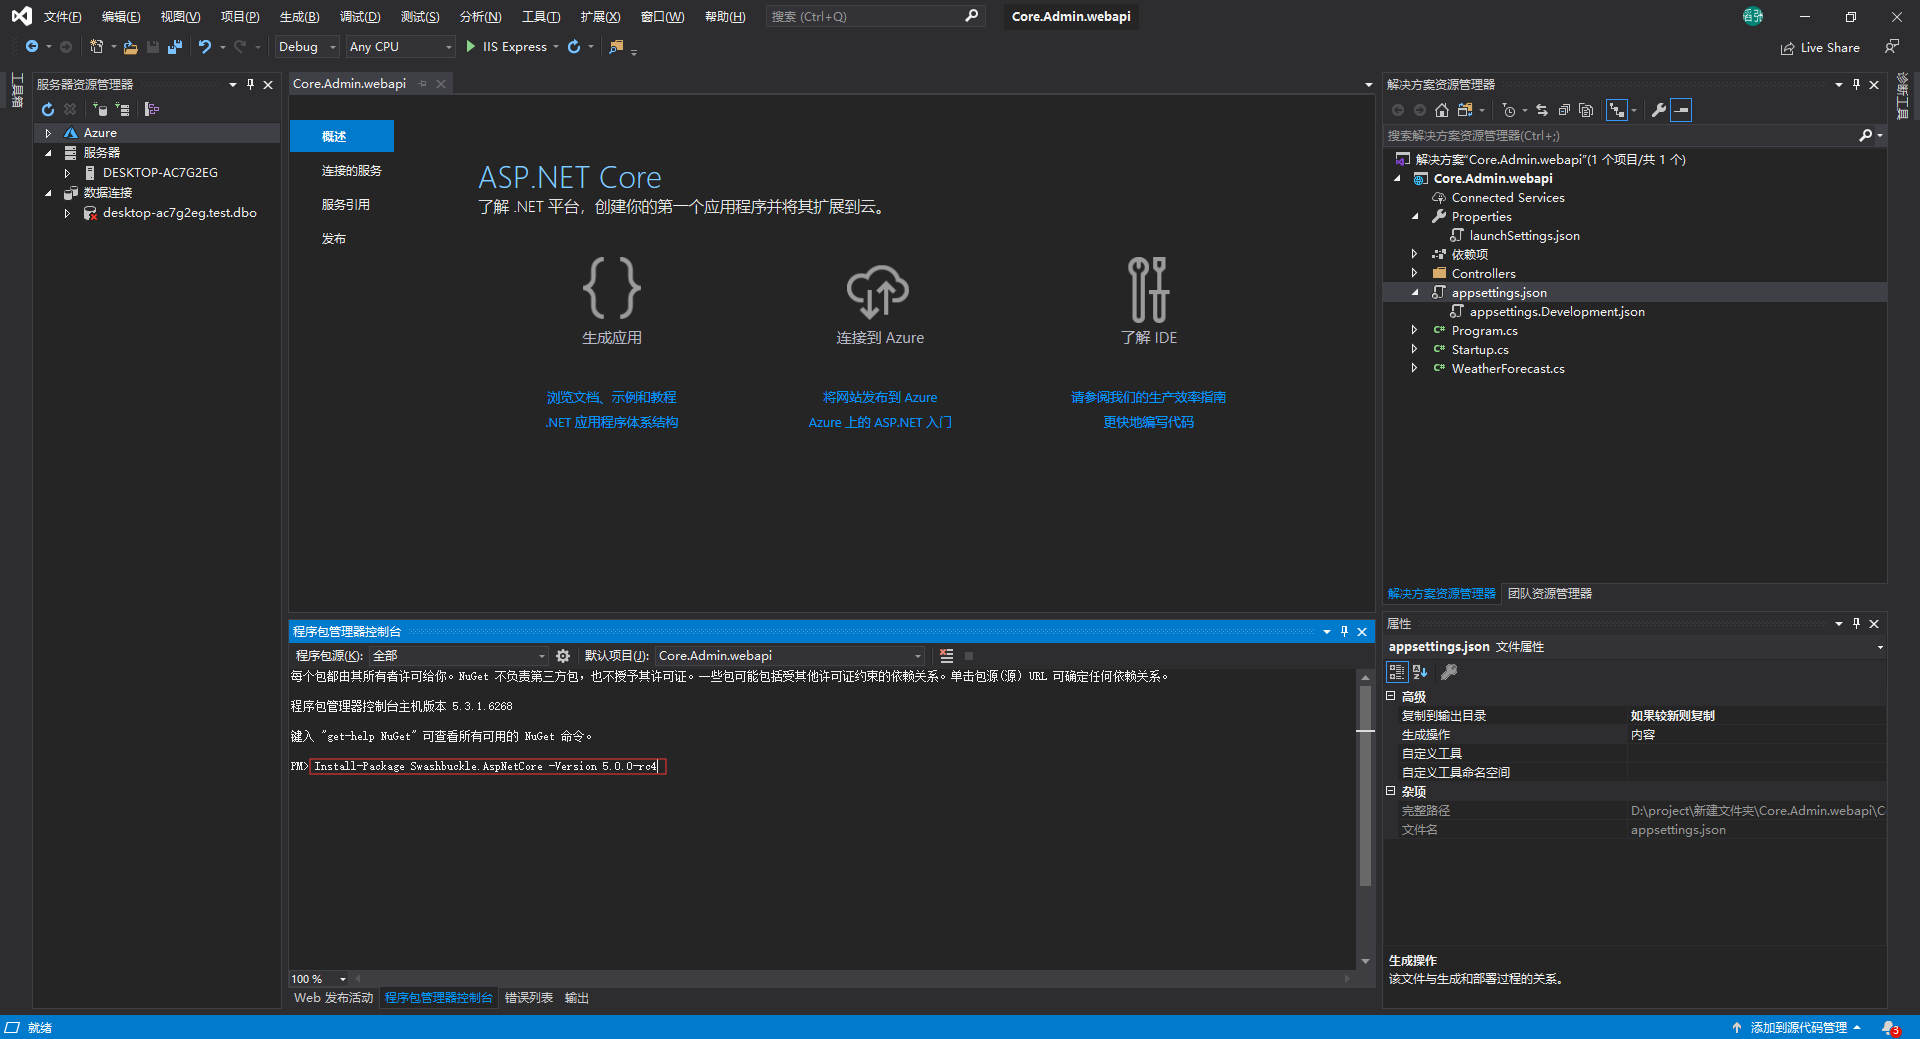 文件(F) 编辑(E) 视图(V) 项目(P) 生成(B) 调试(D) 测试(S) 分析(N) 工具(T) 扩展(X) 窗口(W) 帮助(H) 搜索 (Ctrl+Q) Core.Admin.webapi
Debug Any CPU IIS Express Live Share
工具箱
服务器资源管理器
Azure
服务器
DESKTOP-AC7G2EG
数据连接
desktop-ac7g2eg.test.dbo
Core.Admin.webapi
概述
连接的服务
服务引用
发布
ASP.NET Core
了解 .NET 平台，创建你的第一个应用程序并将其扩展到云。
生成应用
连接到 Azure
了解 IDE
浏览文档、示例和教程
.NET 应用程序体系结构
将网站发布到 Azure
Azure 上的 ASP.NET 入门
请参阅我们的生产效率指南
更快地编写代码
程序包管理器控制台
程序包源(K): 全部 默认项目(J): Core.Admin.webapi
每个包都由其所有者许可给你。NuGet 不负责第三方包，也不授予其许可证。一些包可能包括受其他许可证约束的依赖关系。单击包源(源) URL 可确定任何依赖关系。
程序包管理器控制台主机版本 5.3.1.6268
键入 "get-help NuGet" 可查看所有可用的 NuGet 命令。
PM> Install-Package Swashbuckle.AspNetCore -Version 5.0.0-rc4
100 %
Web 发布活动 程序包管理器控制台 错误列表 输出
解决方案资源管理器
搜索解决方案资源管理器(Ctrl+;)
解决方案"Core.Admin.webapi"(1 个项目/共 1 个)
Core.Admin.webapi
Connected Services
Properties
launchSettings.json
依赖项
Controllers
appsettings.json
appsettings.Development.json
C# Program.cs
C# Startup.cs
C# WeatherForecast.cs
解决方案资源管理器 团队资源管理器
属性
appsettings.json 文件属性
高级
复制到输出目录 如果较新则复制
生成操作 内容
自定义工具
自定义工具命名空间
杂项
完整路径 D:\project\新建文件夹\Core.Admin.webapi\C
文件名 appsettings.json
生成操作
该文件与生成和部署过程的关系。
诊断工具
就绪
添加到源代码管理 3